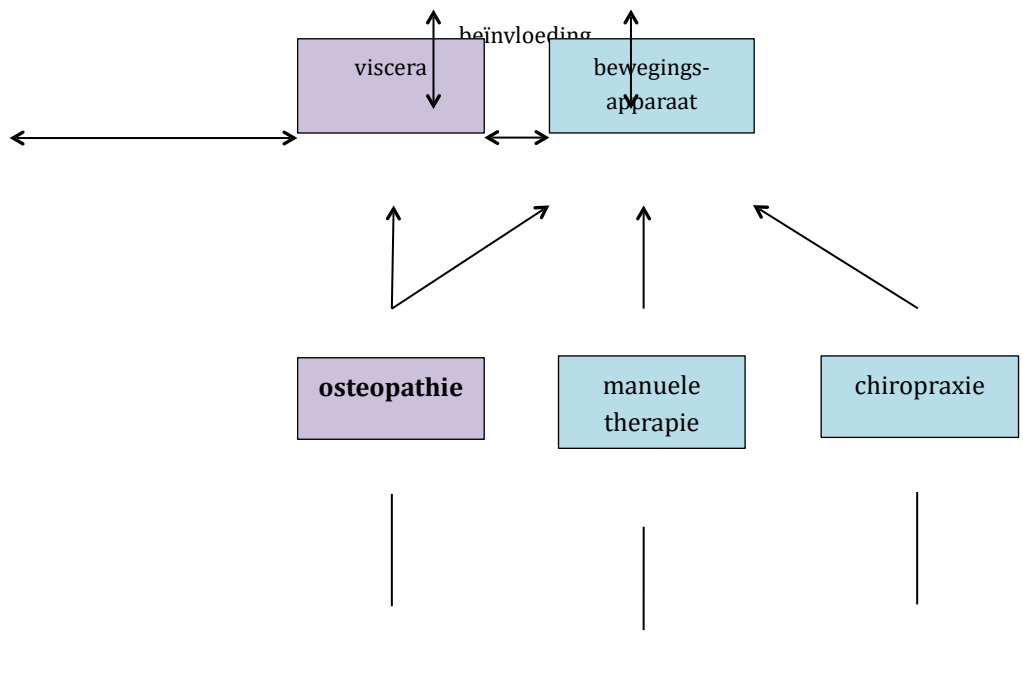 beïnvloeding
viscera
bewegings-
apparaat
osteopathie
manuele
therapie
chiropraxie